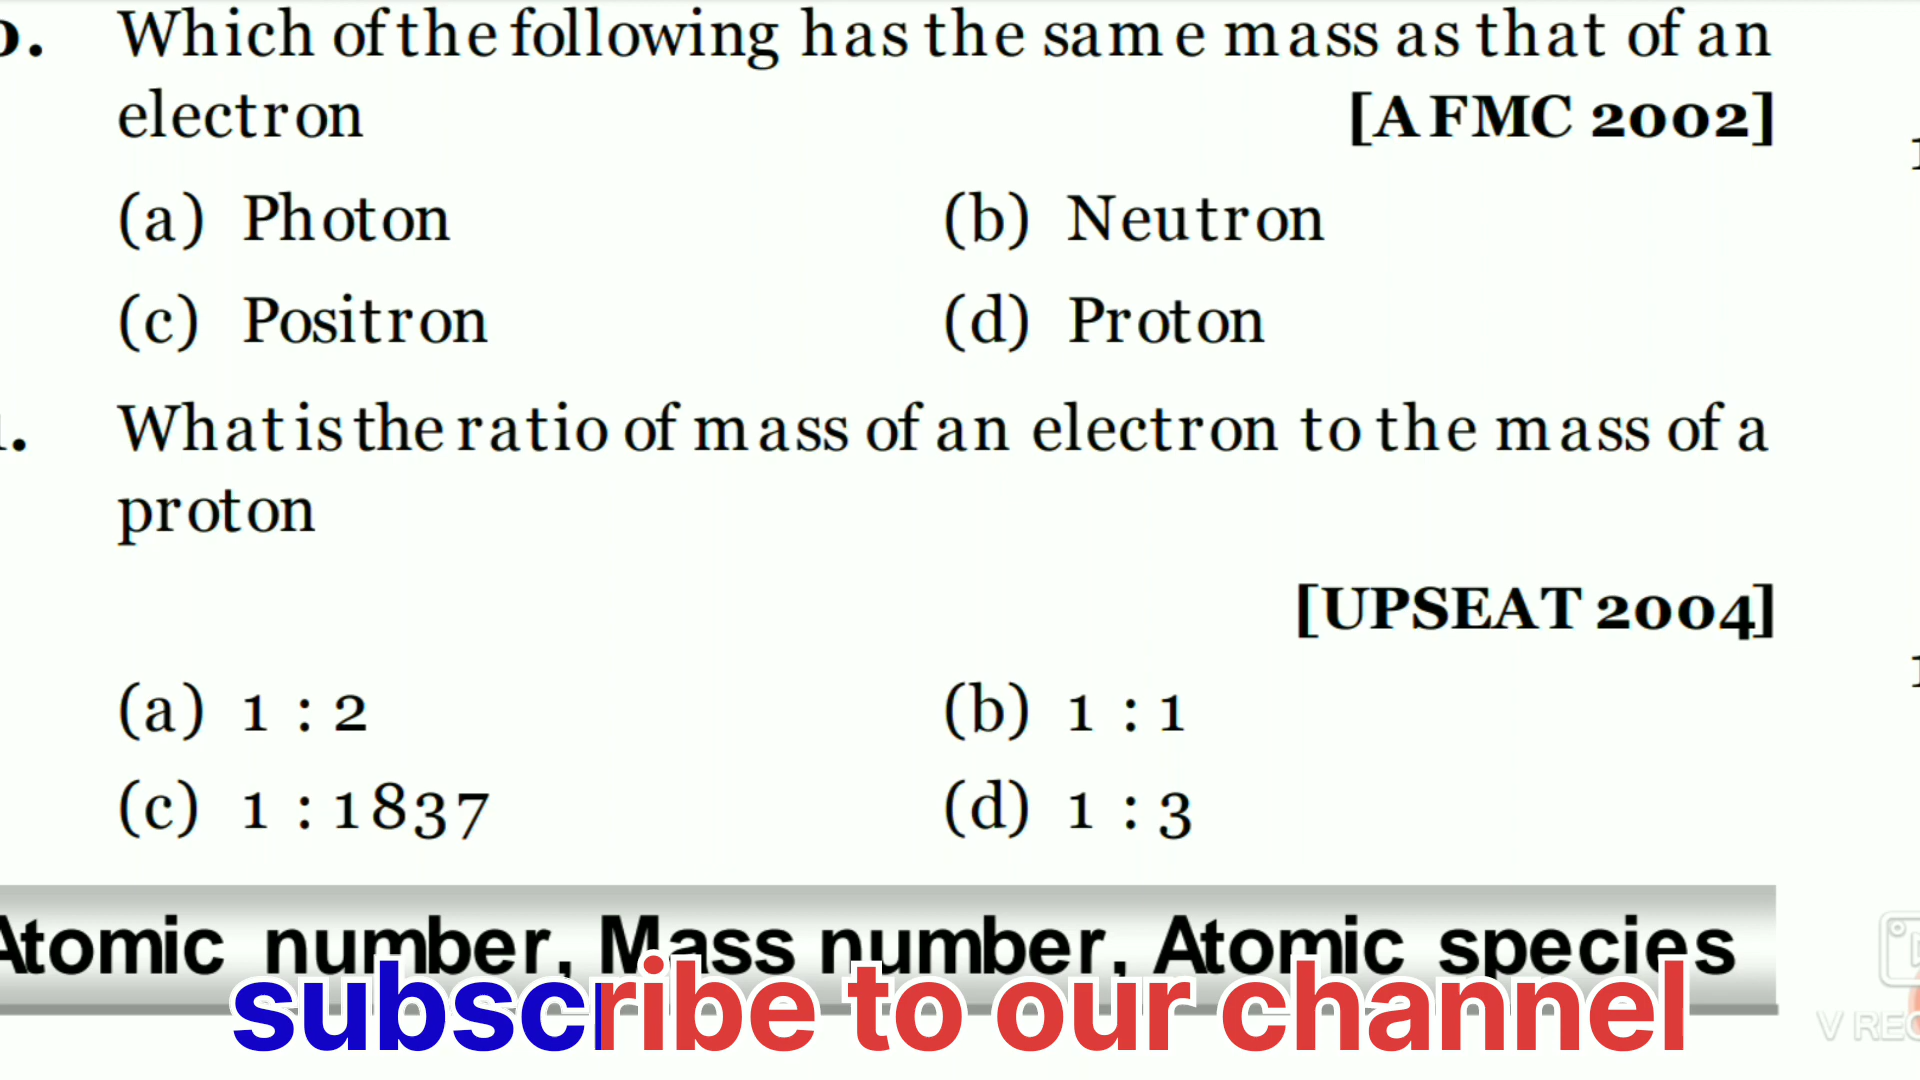 Which of the following has the same mass as that of an
electron [AFMC 2002]
(a) Photon (b) Neutron
(c) Positron (d) Proton
What is the ratio of mass of an electron to the mass of a
proton
[UPSEAT 2004]
(a) 1 : 2 (b) 1 : 1
(c) 1 : 1837 (d) 1 : 3
Atomic number, Mass number, Atomic species
subscribe to our channel
V REC